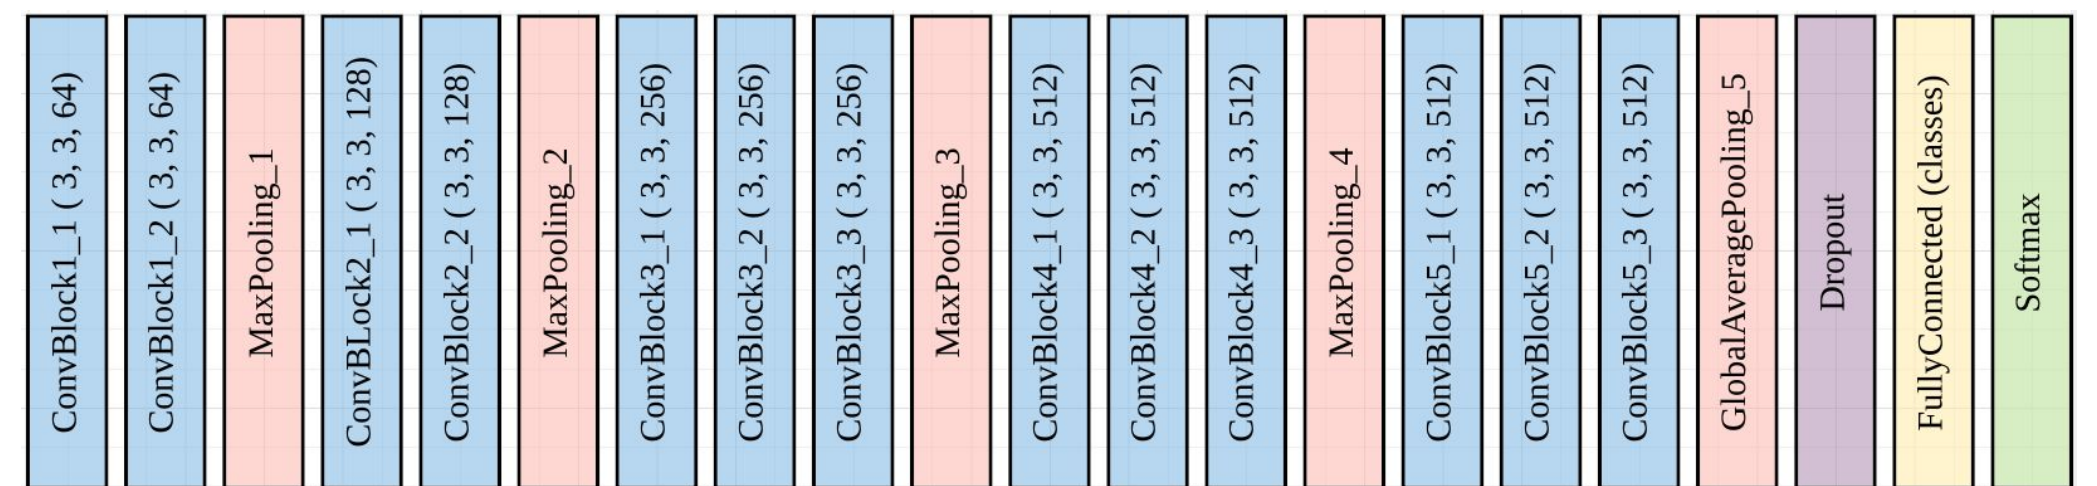 ConvBlock1_1 ( 3, 3, 64)
ConvBlock1_2 ( 3, 3, 64)
MaxPooling_1
ConvBLock2_1 ( 3, 3, 128)
ConvBlock2_2 ( 3, 3, 128)
MaxPooling_2
ConvBlock3_1 ( 3, 3, 256)
ConvBlock3_2 ( 3, 3, 256)
ConvBlock3_3 ( 3, 3, 256)
MaxPooling_3
ConvBlock4_1 ( 3, 3, 512)
ConvBlock4_2 ( 3, 3, 512)
ConvBlock4_3 ( 3, 3, 512)
MaxPooling_4
ConvBlock5_1 ( 3, 3, 512)
ConvBlock5_2 ( 3, 3, 512)
ConvBlock5_3 ( 3, 3, 512)
GlobalAveragePooling_5
Dropout
FullyConnected (classes)
Softmax